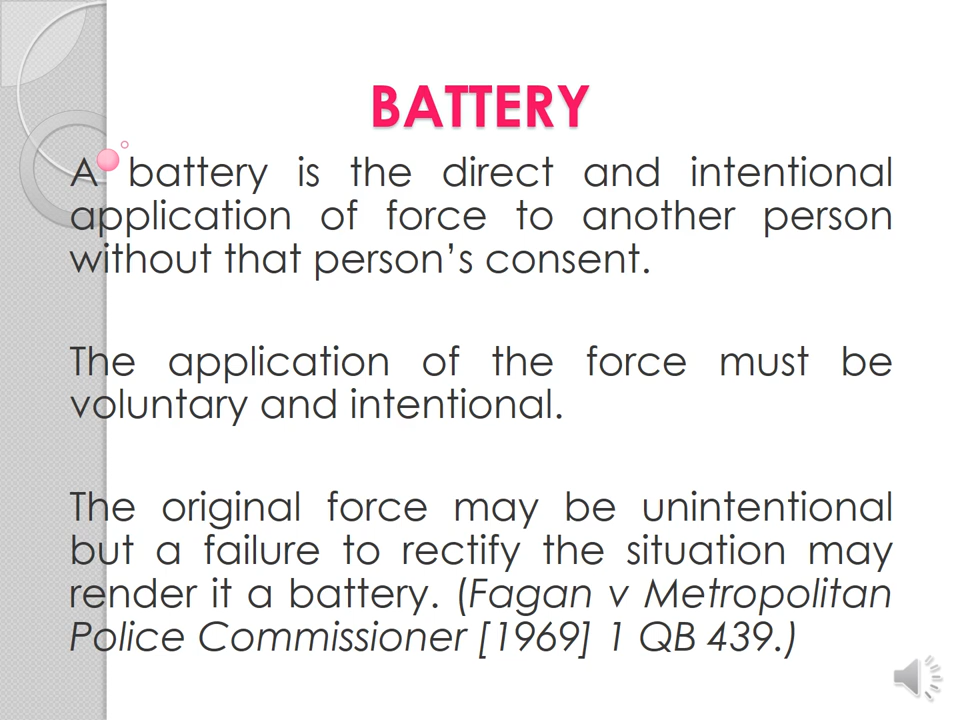 BATTERY
A battery is the direct and intentional
application of force to another person
without that person’s consent.
The application of the force must be
voluntary and intentional.
The original force may be unintentional
but a failure to rectify the situation may
render it a battery. (Fagan v Metropolitan
Police Commissioner [1969] 1 QB 439.)